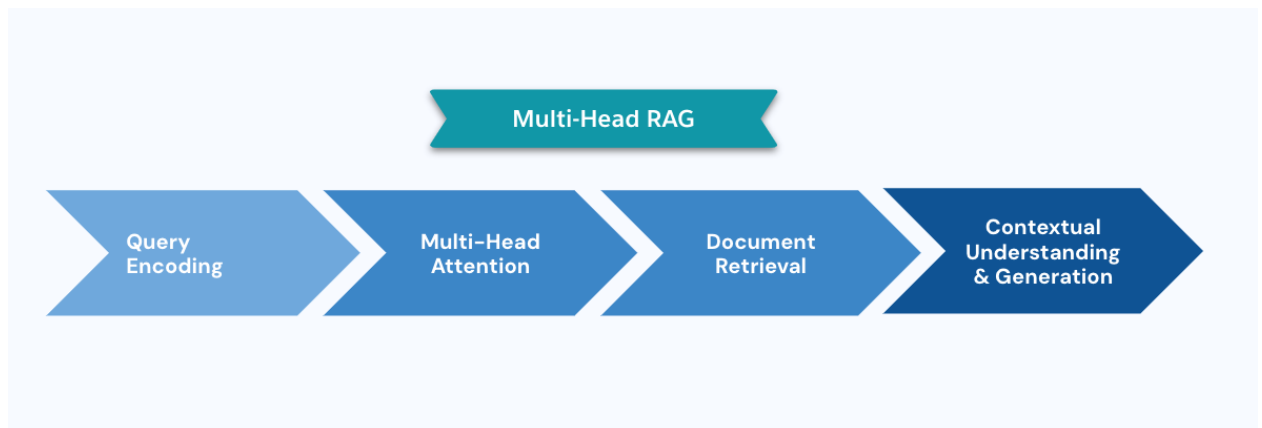 Multi-Head RAG
Query
Encoding
Multi-Head
Attention
Document
Retrieval
Contextual
Understanding
& Generation